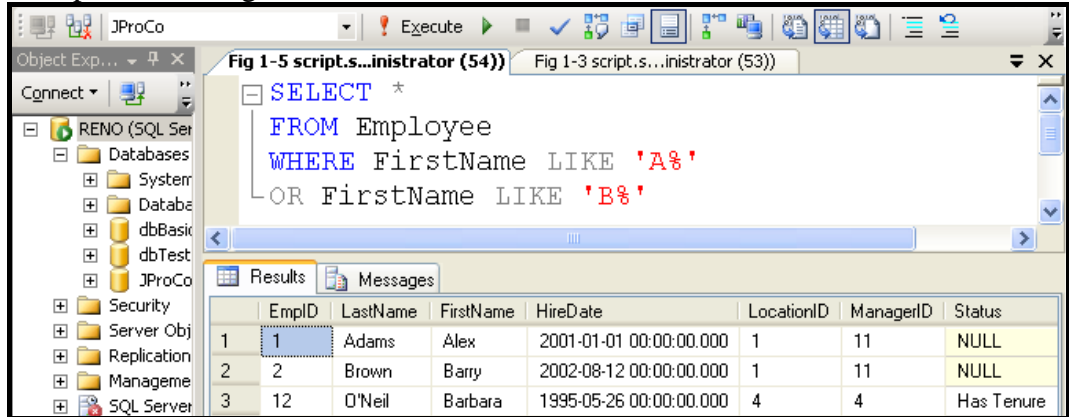 JProCo Execute
Object Exp...
Fig 1-5 script.s...inistrator (54)) Fig 1-3 script.s...inistrator (53))
Connect
RENO (SQL Ser
Databases
System
Databa
dbBasic
dbTest
JProCo
Security
Server Obj
Replication
Manageme
SQL Server
SELECT *
FROM Employee
WHERE FirstName LIKE 'A%'
OR FirstName LIKE 'B%'
Results Messages
EmpID LastName FirstName HireDate LocationID ManagerID Status
1 1 Adams Alex 2001-01-01 00:00:00.000 1 11 NULL
2 2 Brown Barry 2002-08-12 00:00:00.000 1 11 NULL
3 12 O'Neil Barbara 1995-05-26 00:00:00.000 4 4 Has Tenure